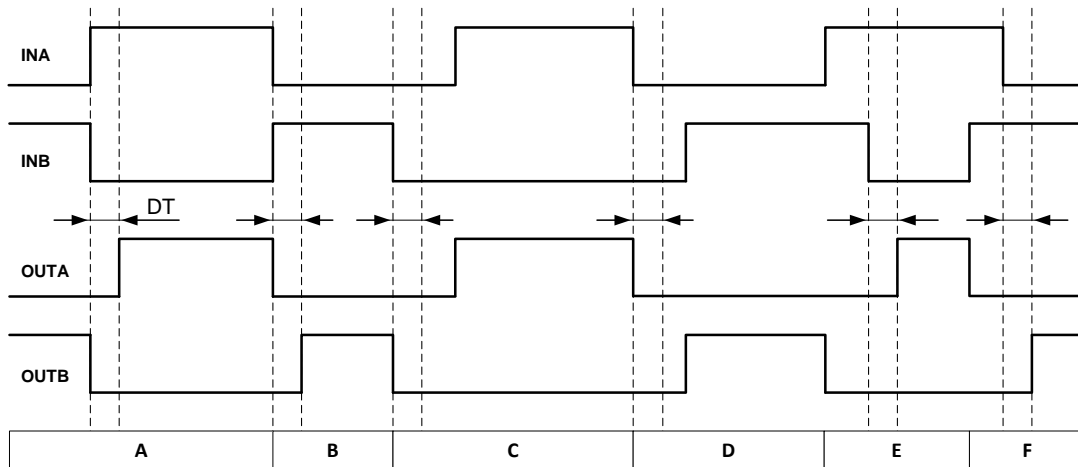 INA
INB
DT
OUTA
OUTB
A B C D E F